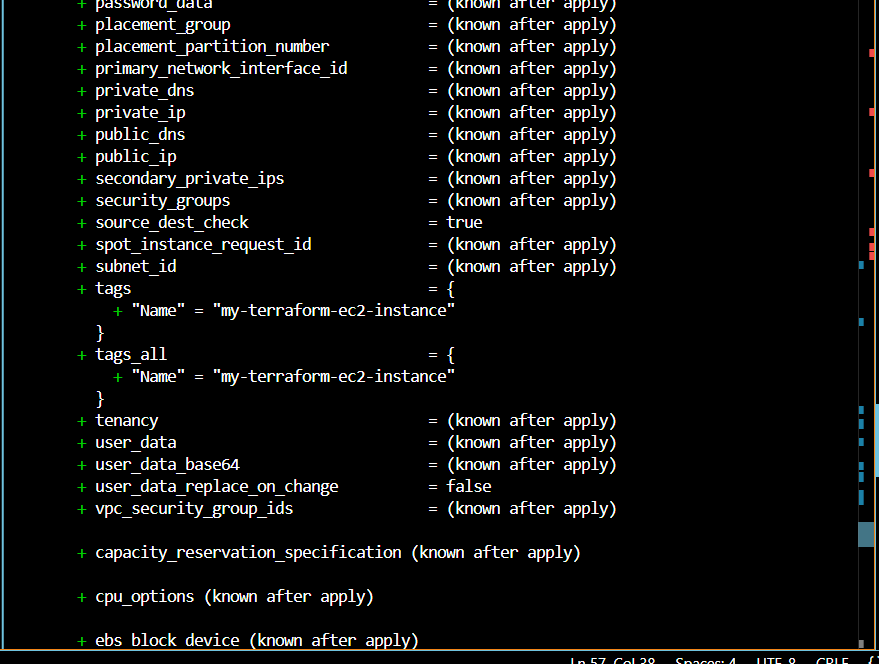 + password_data = (known after apply)
+ placement_group = (known after apply)
+ placement_partition_number = (known after apply)
+ primary_network_interface_id = (known after apply)
+ private_dns = (known after apply)
+ private_ip = (known after apply)
+ public_dns = (known after apply)
+ public_ip = (known after apply)
+ secondary_private_ips = (known after apply)
+ security_groups = (known after apply)
+ source_dest_check = true
+ spot_instance_request_id = (known after apply)
+ subnet_id = (known after apply)
+ tags = {
+ "Name" = "my-terraform-ec2-instance"
}
+ tags_all = {
+ "Name" = "my-terraform-ec2-instance"
}
+ tenancy = (known after apply)
+ user_data = (known after apply)
+ user_data_base64 = (known after apply)
+ user_data_replace_on_change = false
+ vpc_security_group_ids = (known after apply)
+ capacity_reservation_specification (known after apply)
+ cpu_options (known after apply)
+ ebs_block_device (known after apply)
Ln 57, Col 38 Spaces: 4 UTF-8 CRLF {